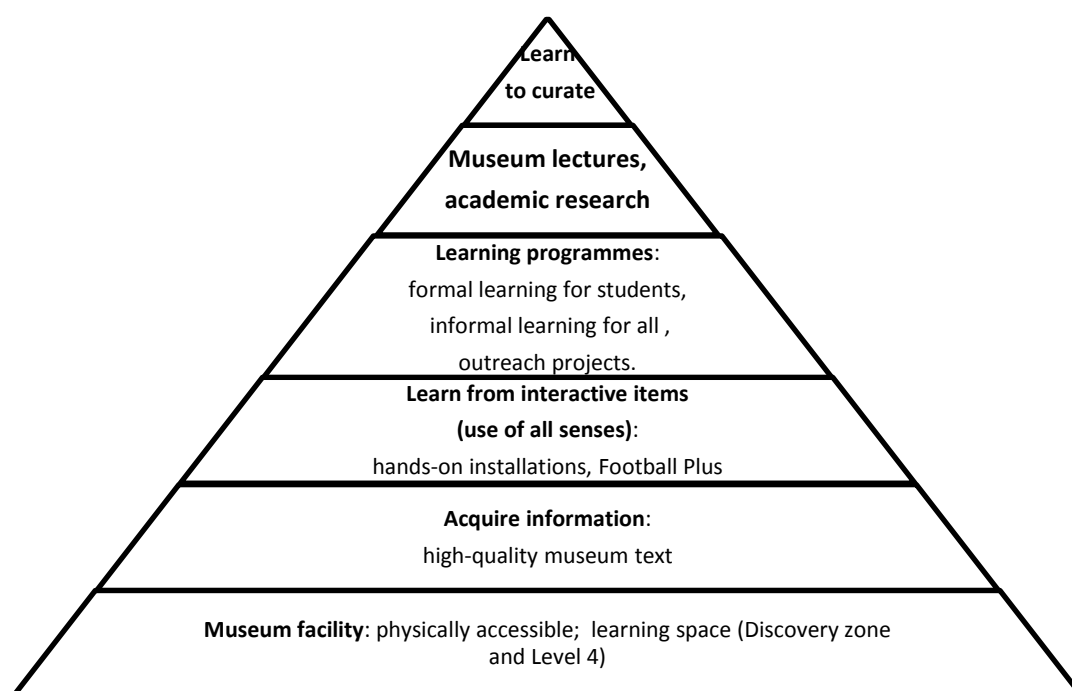 Learn
to curate
Museum lectures,
academic research
Learning programmes:
formal learning for students,
informal learning for all ,
outreach projects.
Learn from interactive items
(use of all senses):
hands-on installations, Football Plus
Acquire information:
high-quality museum text
Museum facility: physically accessible;  learning space (Discovery zone
and Level 4)